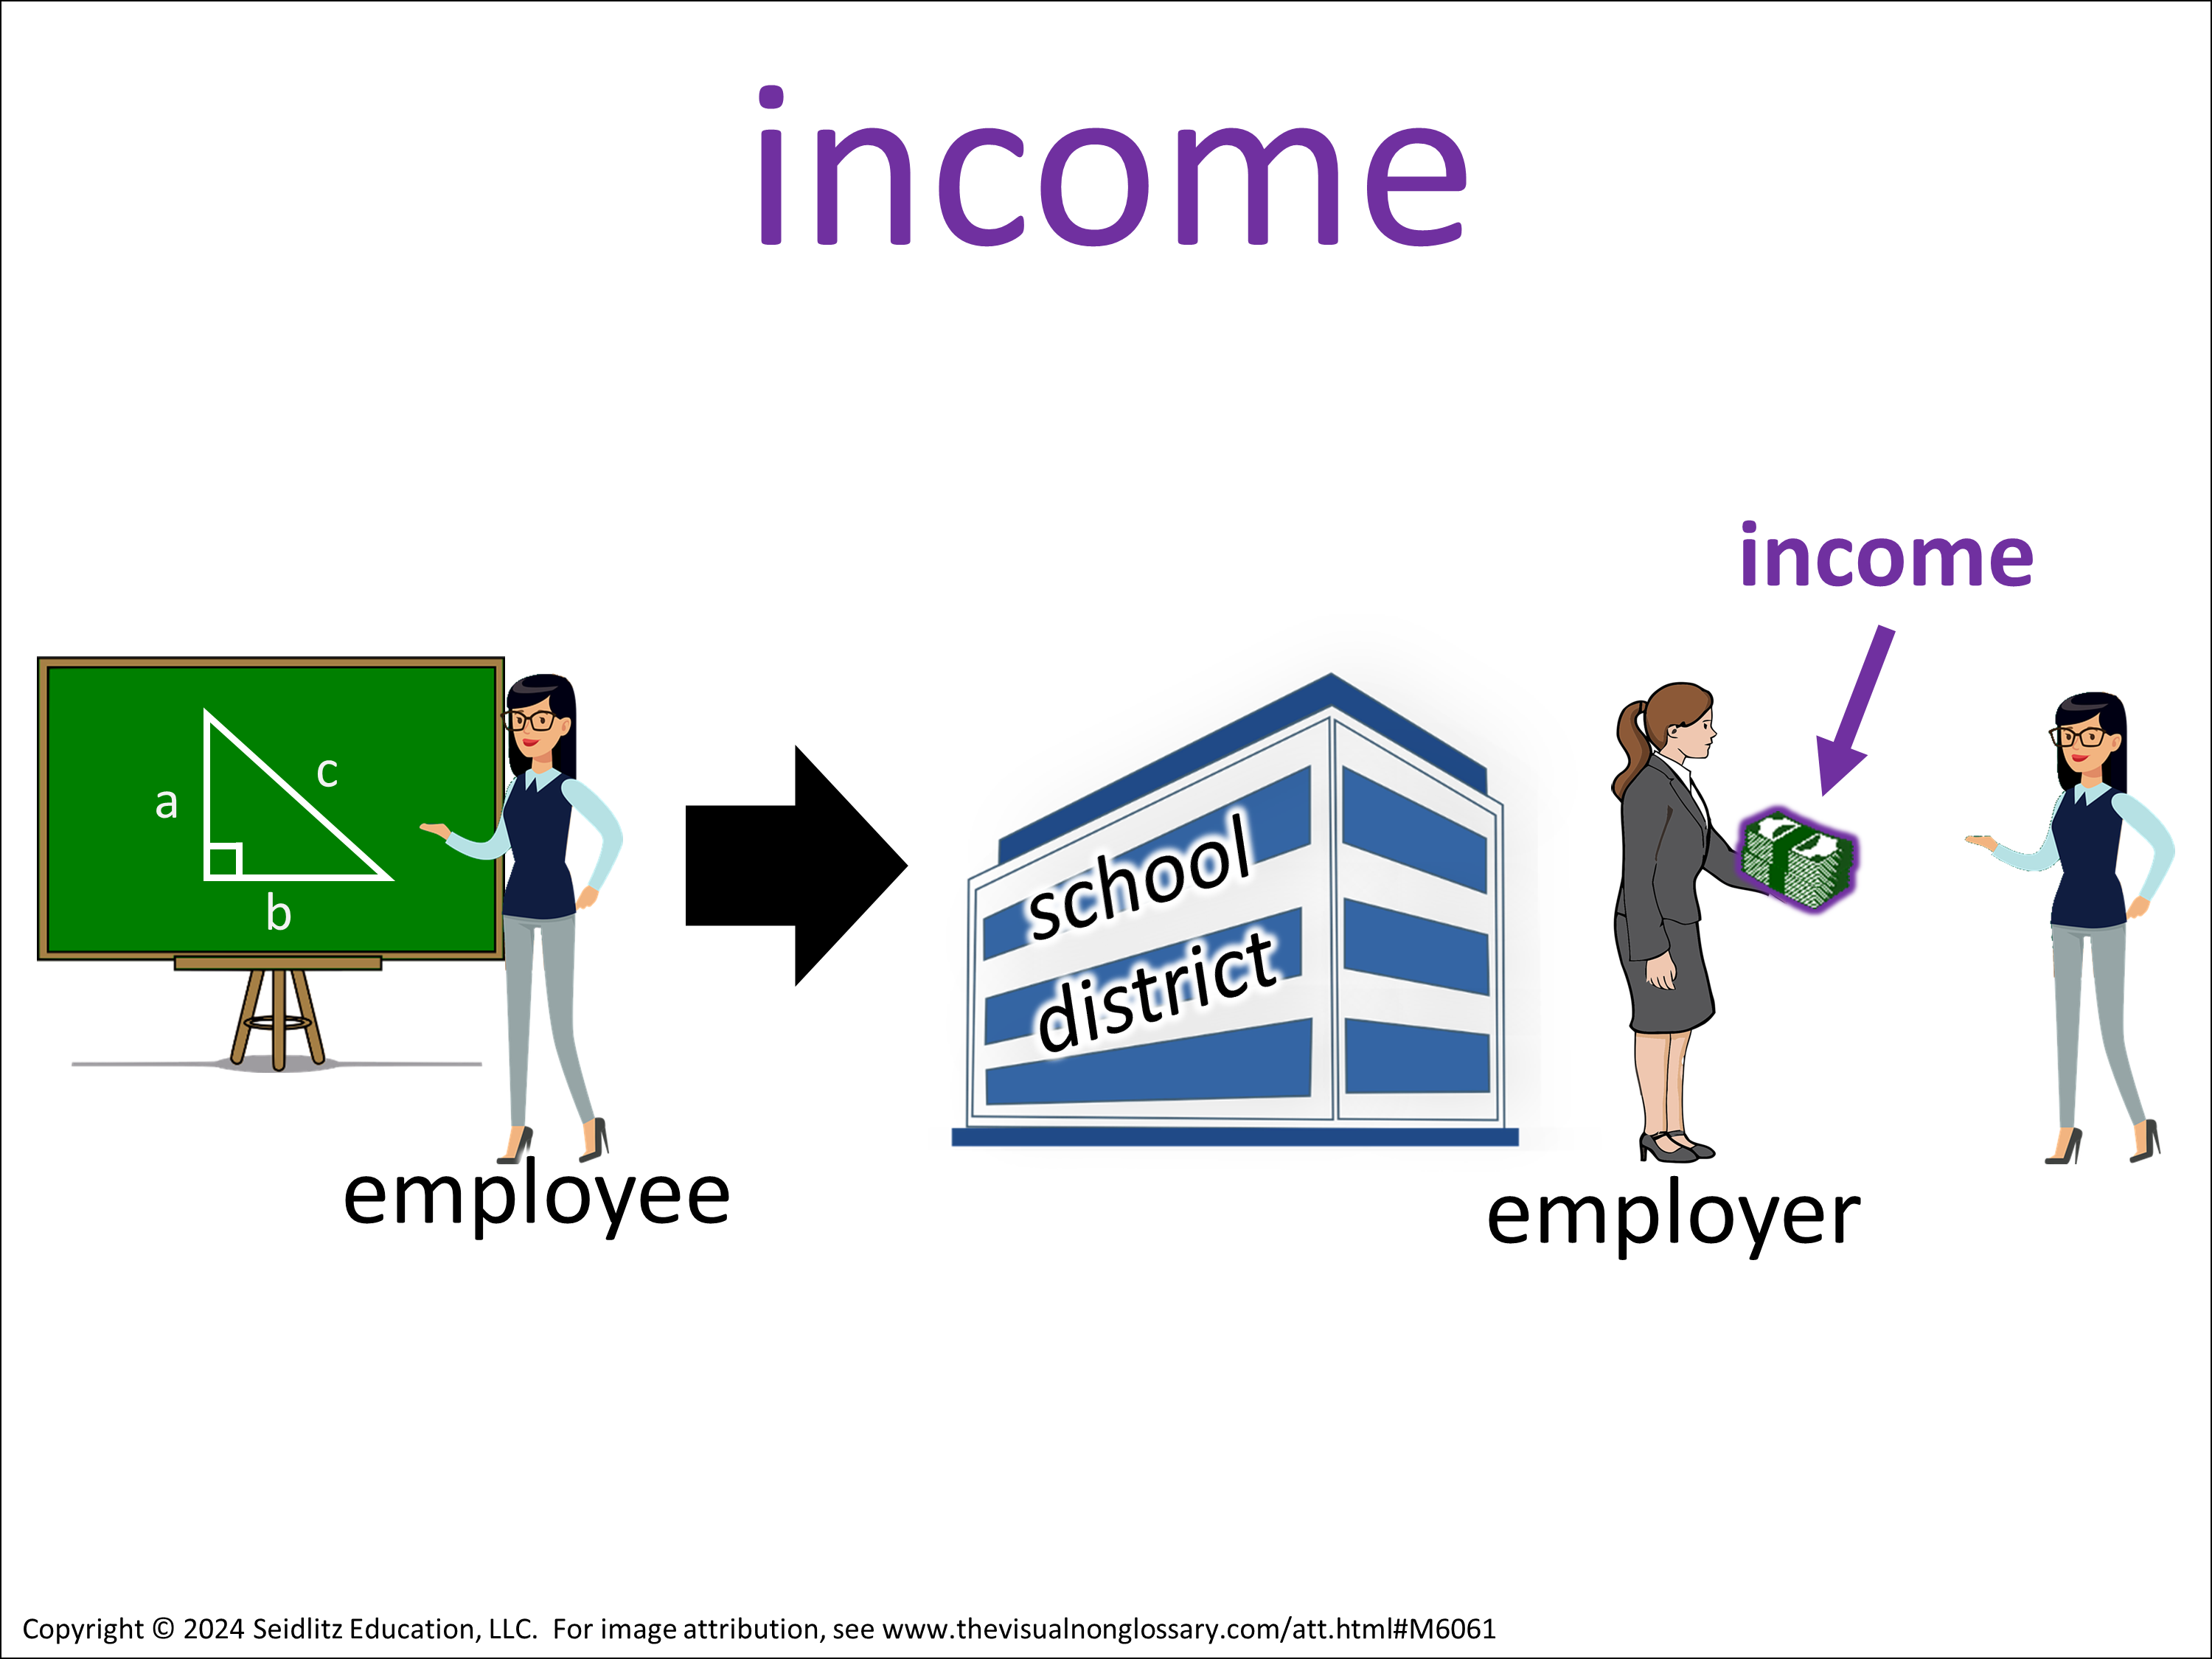 income
income
a
c
b
school
district
employee
employer
Copyright © 2024 Seidlitz Education, LLC.  For image attribution, see www.thevisualnonglossary.com/att.html#M6061